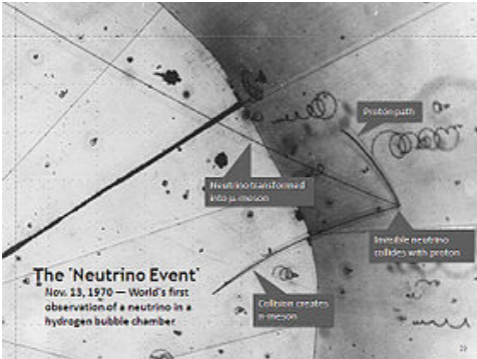 Proton path
Neutrino transformed
into μ-meson
Invisible neutrino
collides with proton
Collision creates
π-meson
The 'Neutrino Event'
Nov. 13, 1970 — World's first
observation of a neutrino in a
hydrogen bubble chamber